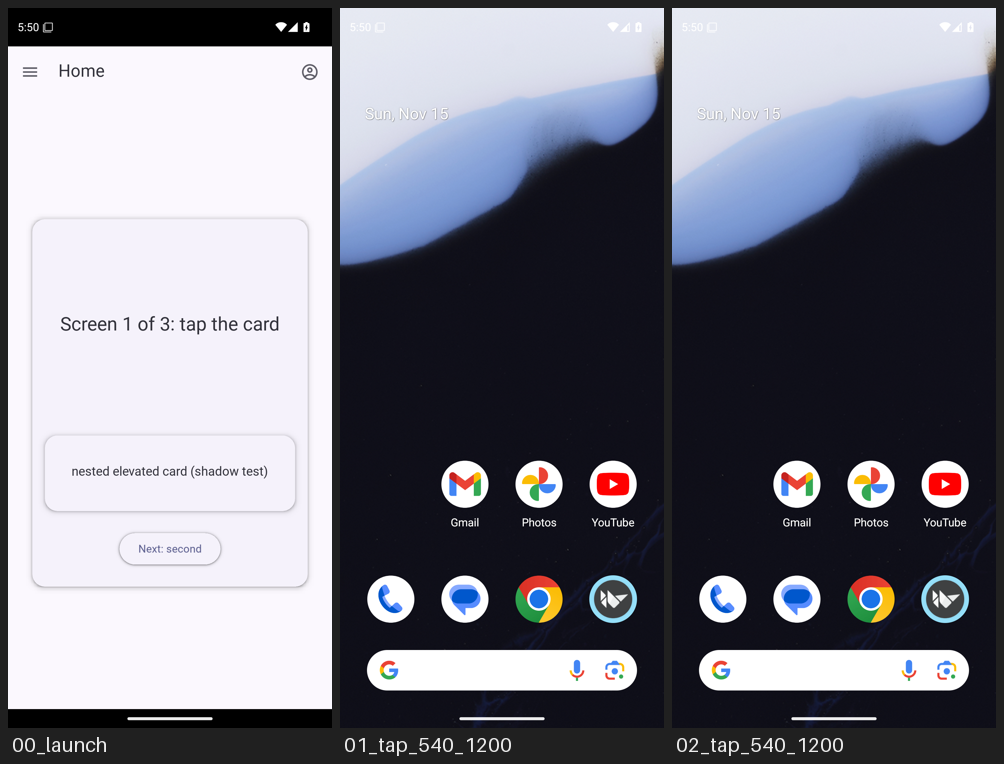 5:50
Home
Screen 1 of 3: tap the card
nested elevated card (shadow test)
Next: second
00_launch
5:50
Sun, Nov 15
Gmail Photos YouTube
01_tap_540_1200
5:50
Sun, Nov 15
Gmail Photos YouTube
02_tap_540_1200